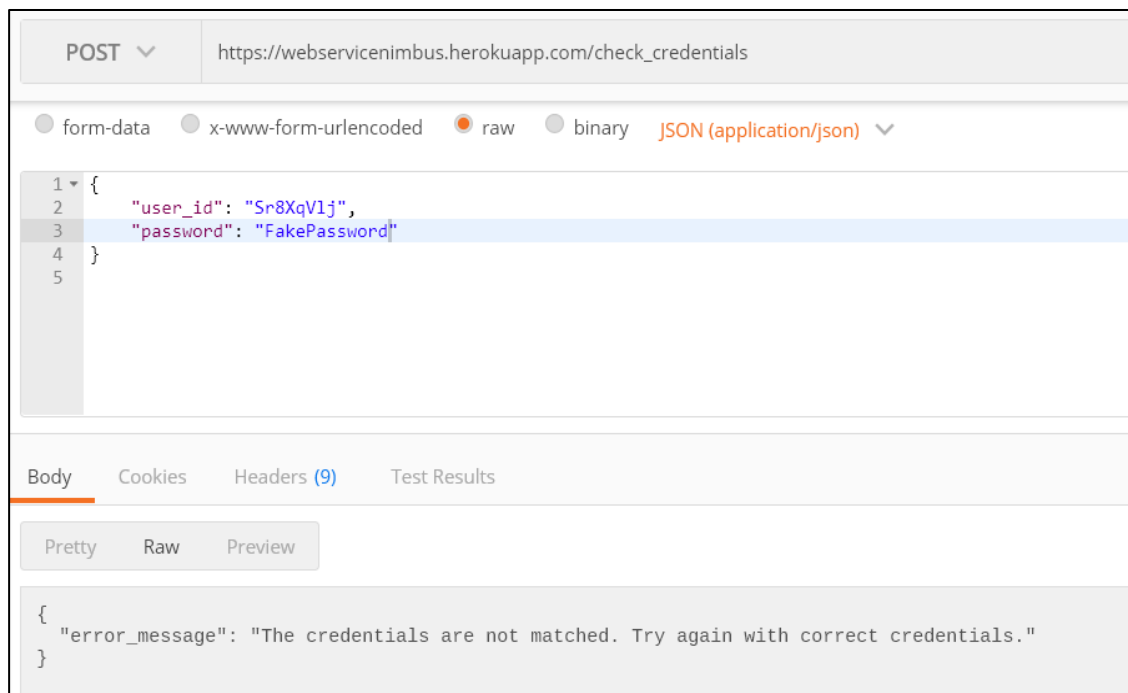 POST https://webservicenimbus.herokuapp.com/check_credentials
form-data x-www-form-urlencoded raw binary JSON (application/json)
1 {
2 "user_id": "Sr8XqVlj",
3 "password": "FakePassword"
4 }
5
Body Cookies Headers (9) Test Results
Pretty Raw Preview
{
"error_message": "The credentials are not matched. Try again with correct credentials."
}